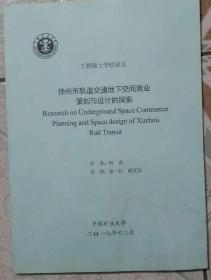 工程硕士学位论文
徐州市轨道交通地下空间商业
策划与设计的探索
Research on Underground Space Commerce
Planning and Space design of Xuzhou
Rail Transit
中国矿业大学
二〇一九年十二月